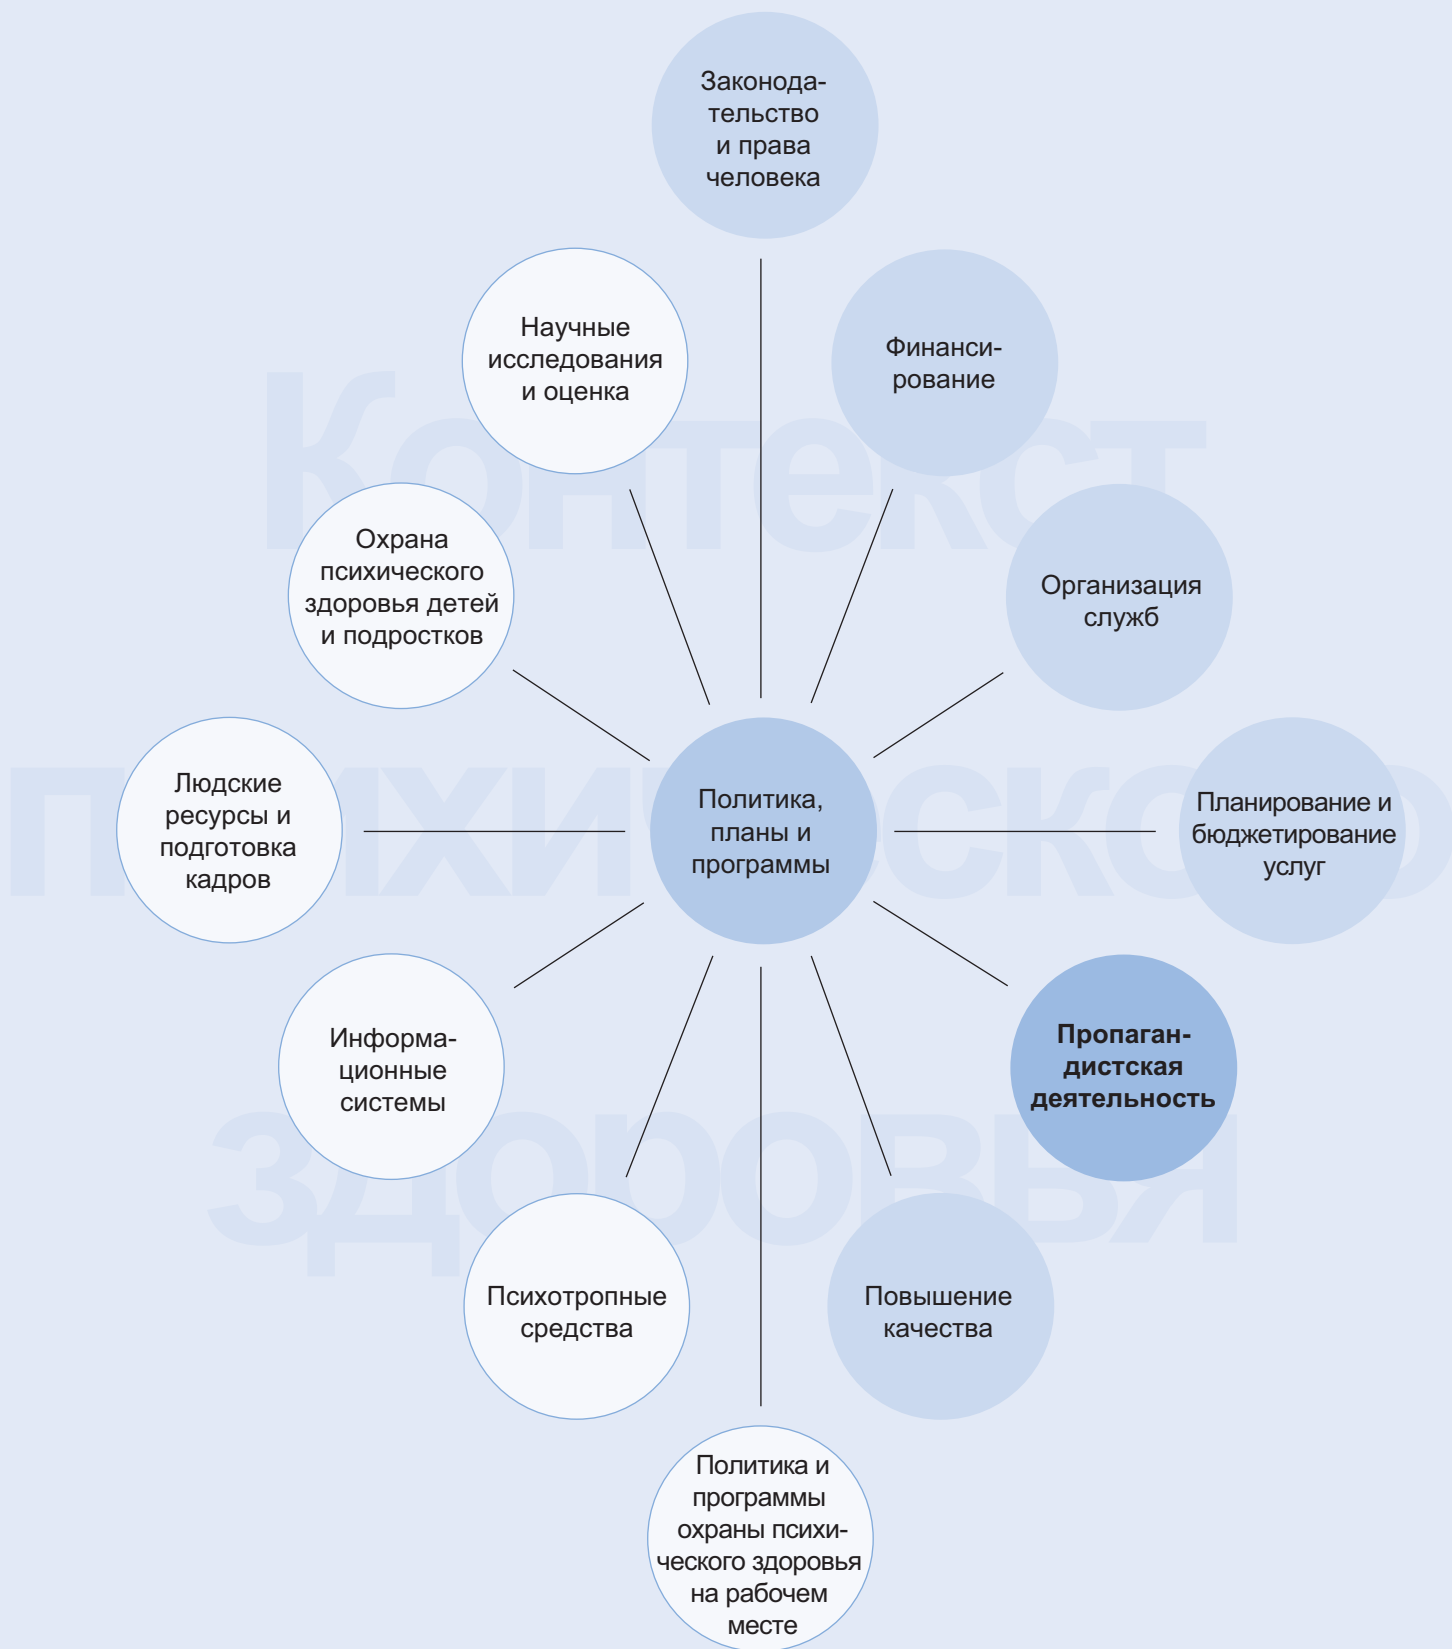 Законода-
тельство
и права
человека
Научные
исследования
и оценка
Финанси-
рование
Контекст
Охрана
психического
здоровья детей
и подростков
Организация
служб
Людские
ресурсы и
подготовка
кадров
Политика,
планы и
программы
Планирование и
бюджетирование
услуг
психического
Информа-
ционные
системы
Пропаган-
дистская
деятельность
здоровья
Психотропные
средства
Повышение
качества
Политика и
программы
охраны психи-
ческого здоровья
на рабочем
месте